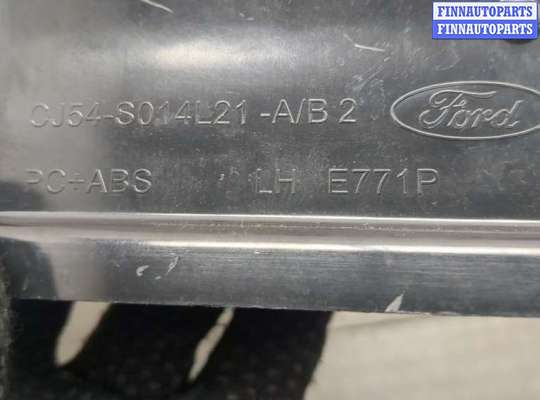 FINNAUTOPARTS
FINNAUTOPARTS
CJ54-S014L21-A/B 2
Ford
PC+ABS LH E771P